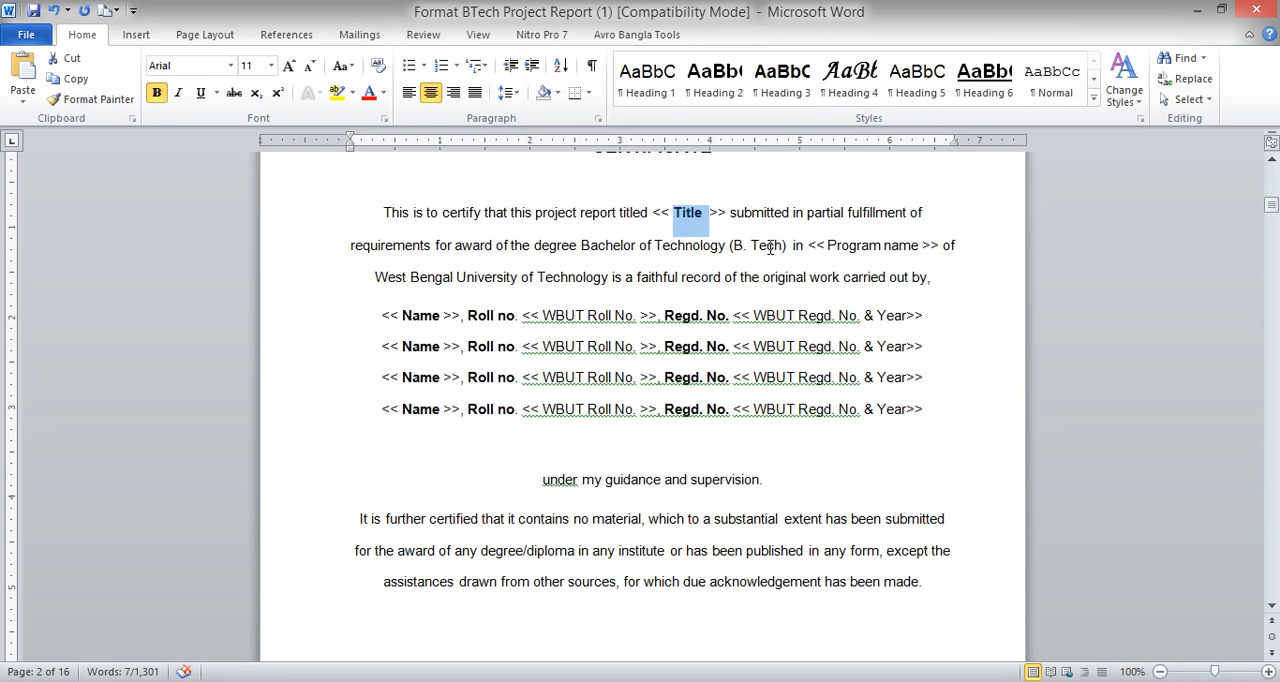 Format BTech Project Report (1) [Compatibility Mode] - Microsoft Word
File Home Insert Page Layout References Mailings Review View Nitro Pro 7 Avro Bangla Tools
Paste
Cut
Copy
Format Painter
Clipboard
Arial 11
Font
Paragraph
AaBbC AaBb( AaBbC AaBb( AaBbC AaBbC AaBbCc
Heading 1 Heading 2 Heading 3 Heading 4 Heading 5 Heading 6 Normal
Change Styles
Styles
Find
Replace
Select
Editing
This is to certify that this project report titled << Title >> submitted in partial fulfillment of
requirements for award of the degree Bachelor of Technology (B. Tech) in << Program name >> of
West Bengal University of Technology is a faithful record of the original work carried out by,
<< Name >>, Roll no. << WBUT Roll No. >>, Regd. No. << WBUT Regd. No. & Year>>
<< Name >>, Roll no. << WBUT Roll No. >>, Regd. No. << WBUT Regd. No. & Year>>
<< Name >>, Roll no. << WBUT Roll No. >>, Regd. No. << WBUT Regd. No. & Year>>
<< Name >>, Roll no. << WBUT Roll No. >>, Regd. No. << WBUT Regd. No. & Year>>
under my guidance and supervision.
It is further certified that it contains no material, which to a substantial extent has been submitted
for the award of any degree/diploma in any institute or has been published in any form, except the
assistances drawn from other sources, for which due acknowledgement has been made.
Page: 2 of 16 Words: 7/1,301 100%